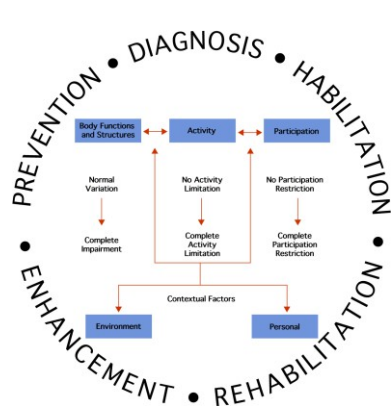 PREVENTION • DIAGNOSIS • HABILITATION • REHABILITATION • ENHANCEMENT •
Body Functions
and Structures
Activity
Participation
Normal
Variation
No Activity
Limitation
No Participation
Restriction
Complete
Impairment
Complete
Activity
Limitation
Complete
Participation
Restriction
Contextual Factors
Environment
Personal